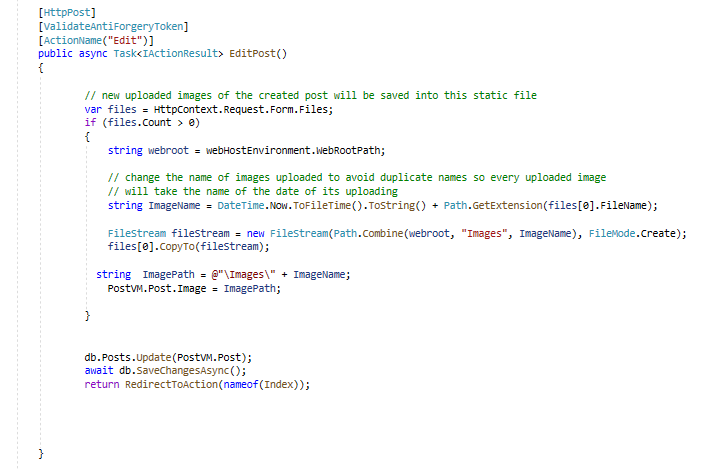 [HttpPost]
[ValidateAntiForgeryToken]
[ActionName("Edit")]
public async Task<IActionResult> EditPost()
{
// new uploaded images of the created post will be saved into this static file
var files = HttpContext.Request.Form.Files;
if (files.Count > 0)
{
string webroot = webHostEnvironment.WebRootPath;
// change the name of images uploaded to avoid duplicate names so every uploaded image
// will take the name of the date of its uploading
string ImageName = DateTime.Now.ToFileTime().ToString() + Path.GetExtension(files[0].FileName);
FileStream fileStream = new FileStream(Path.Combine(webroot, "Images", ImageName), FileMode.Create);
files[0].CopyTo(fileStream);
string  ImagePath = @"\Images\" + ImageName;
PostVM.Post.Image = ImagePath;
}
db.Posts.Update(PostVM.Post);
await db.SaveChangesAsync();
return RedirectToAction(nameof(Index));
}